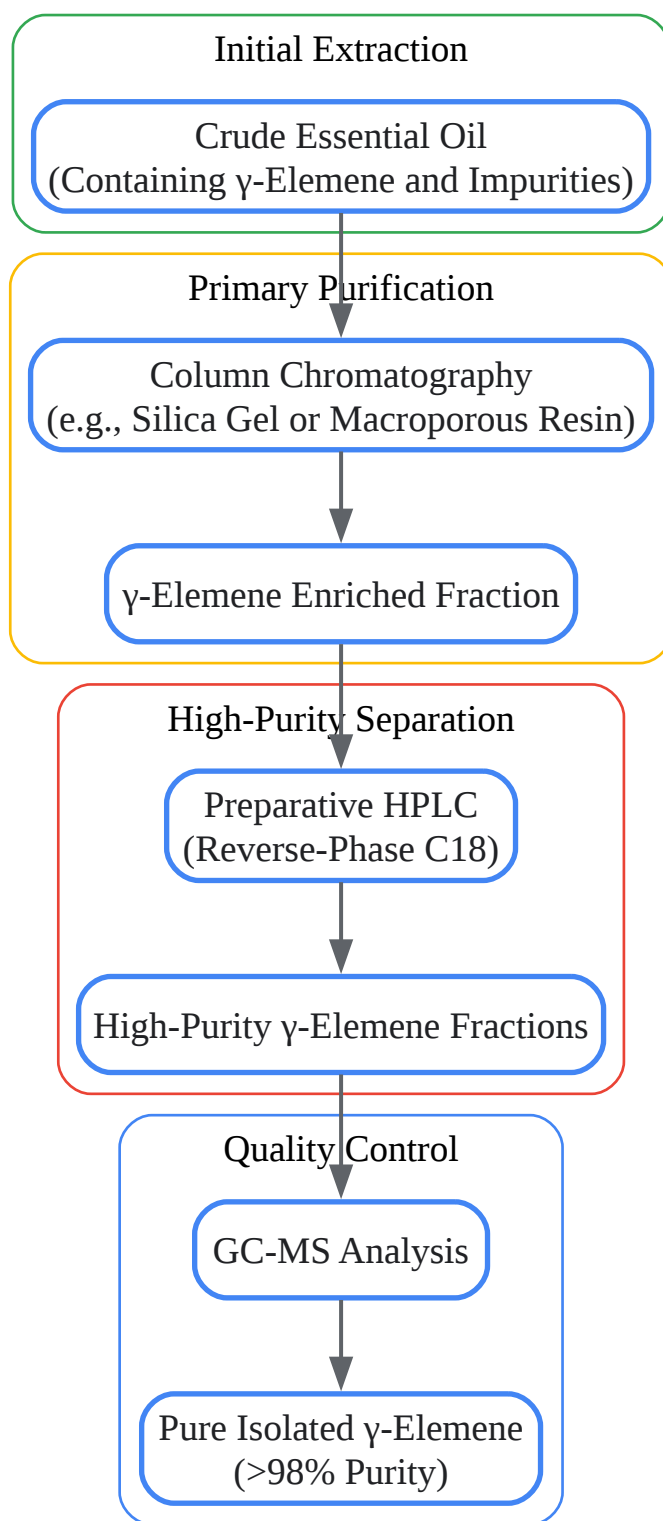 Initial Extraction
Crude Essential Oil
(Containing γ-Elemene and Impurities)
Primary Purification
Column Chromatography
(e.g., Silica Gel or Macroporous Resin)
γ-Elemene Enriched Fraction
High-Purity Separation
Preparative HPLC
(Reverse-Phase C18)
High-Purity γ-Elemene Fractions
Quality Control
GC-MS Analysis
Pure Isolated γ-Elemene
(>98% Purity)